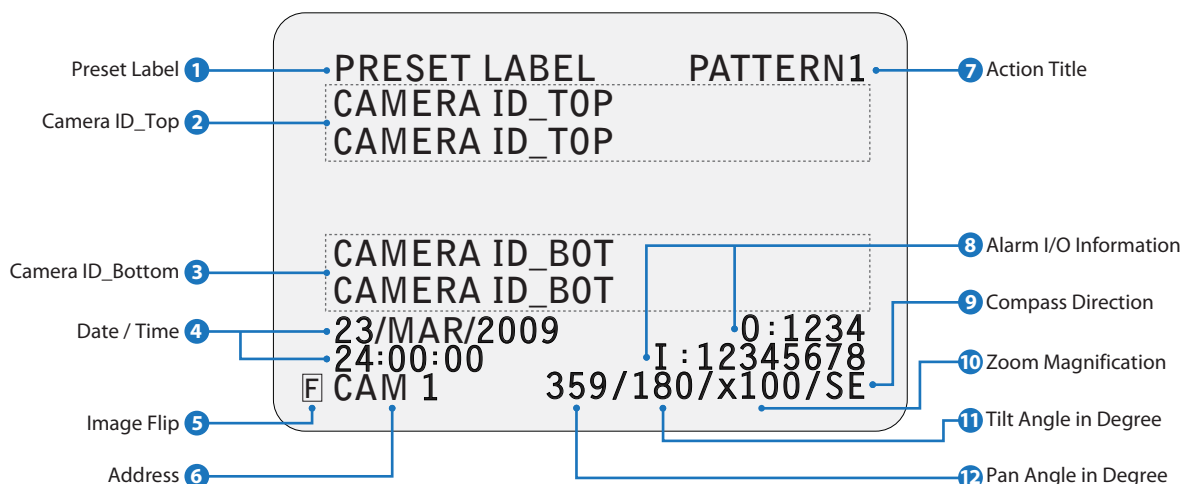 Preset Label 1
PRESET LABEL PATTERN1
7 Action Title
Camera ID_Top 2
CAMERA ID_TOP
CAMERA ID_TOP
Camera ID_Bottom 3
CAMERA ID_BOT
CAMERA ID_BOT
8 Alarm I/O Information
9 Compass Direction
Date / Time 4
23/MAR/2009 O:1234
24:00:00 I:12345678
10 Zoom Magnification
F CAM 1 359/180/x100/SE
Image Flip 5
11 Tilt Angle in Degree
Address 6
12 Pan Angle in Degree